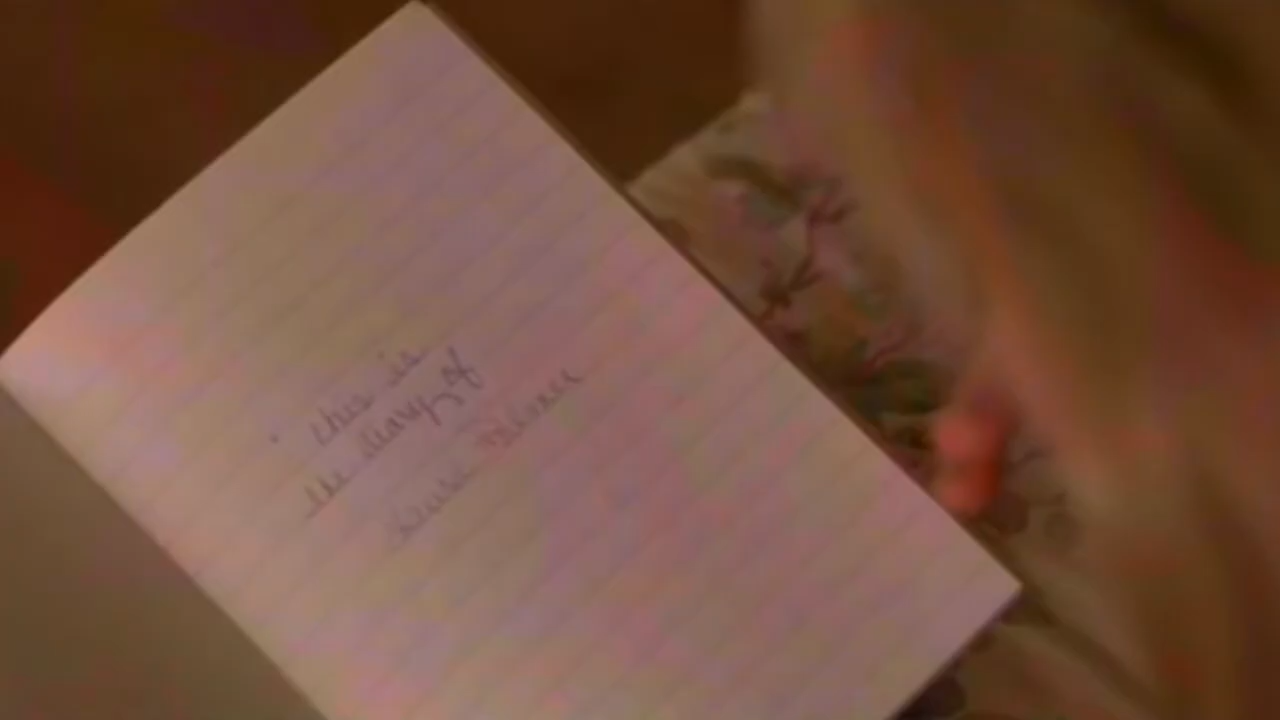 this is
the diary of